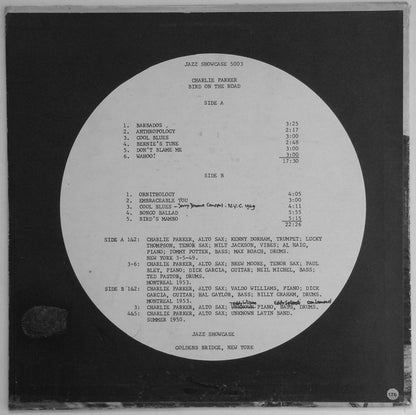 JAZZ SHOWCASE 5003
CHARLIE PARKER
BIRD ON THE ROAD
SIDE A
1. BARBADOS 3:25
2. ANTHROPOLOGY 2:17
3. COOL BLUES 3:00
4. BERNIE'S TUNE 2:48
5. DON'T BLAME ME 3:00
6. WAHOO! 3:00
17:30
SIDE B
1. ORNITHOLOGY 4:05
2. EMBRACEABLE YOU 3:00
3. COOL BLUES - Jerry Jerome Concert - N.Y.C. 4:11
4. BONGO BALLAD 5:55
5. BIRD'S MAMBO 5:15
22:26
SIDE A 1&2: CHARLIE PARKER, ALTO SAX; KENNY DORHAM, TRUMPET; LUCKY
THOMPSON, TENOR SAX; MILT JACKSON, VIBES; AL HAIG,
PIANO; TOMMY POTTER, BASS; MAX ROACH, DRUMS.
NEW YORK 3-5-49.
3-6: CHARLIE PARKER, ALTO SAX; BREW MOORE, TENOR SAX; PAUL
BLEY, PIANO; DICK GARCIA, GUITAR; NEIL MICHEL, BASS;
TED PASTOR, DRUMS.
MONTREAL 1953.
SIDE B 1&2: CHARLIE PARKER, ALTO SAX; VALDO WILLIAMS, PIANO; DICK
GARCIA, GUITAR; HAL GAYLOR, BASS; BILLY GRAHAM, DRUMS.
MONTREAL 1953.
3: CHARLIE PARKER, ALTO SAX; UNKNOWN PIANO, BASS, DRUMS.
4&5: CHARLIE PARKER, ALTO SAX; UNKNOWN LATIN BAND.
SUMMER 1950.
JAZZ SHOWCASE
GOLDENS BRIDGE, NEW YORK